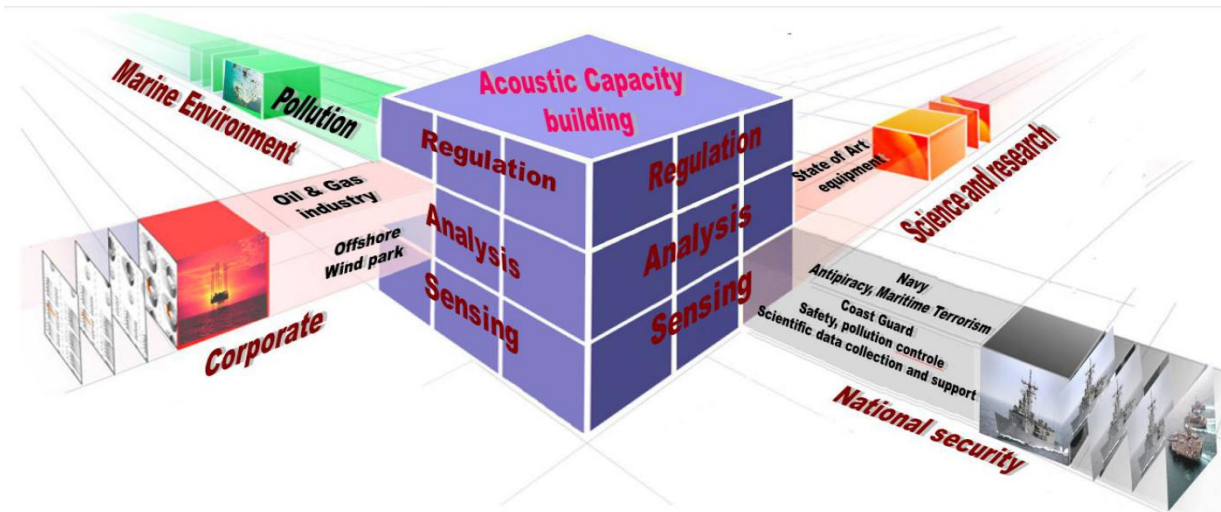 Marine Environment
Pollution
Acoustic Capacity
building
Regulation
Analysis
Sensing
Regulation
Analysis
Sensing
State of Art
equipment
Science and research
Oil & Gas
industry
Offshore
Wind park
Corporate
Navy
Antipiracy, Maritime Terrorism
Coast Guard
Safety, pollution controle
Scientific data collection and support
National security